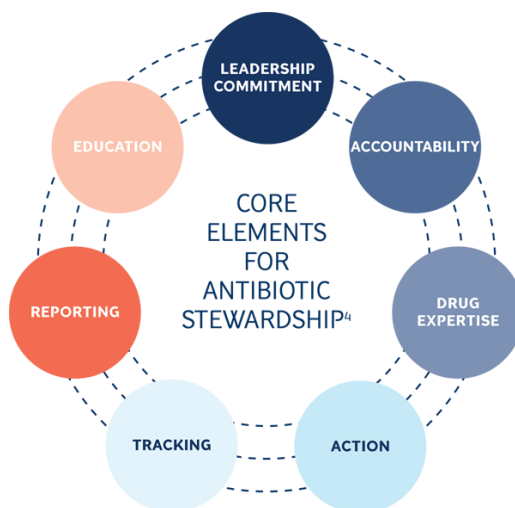 LEADERSHIP
COMMITMENT
ACCOUNTABILITY
DRUG
EXPERTISE
ACTION
TRACKING
REPORTING
EDUCATION
CORE
ELEMENTS
FOR
ANTIBIOTIC
STEWARDSHIP⁴